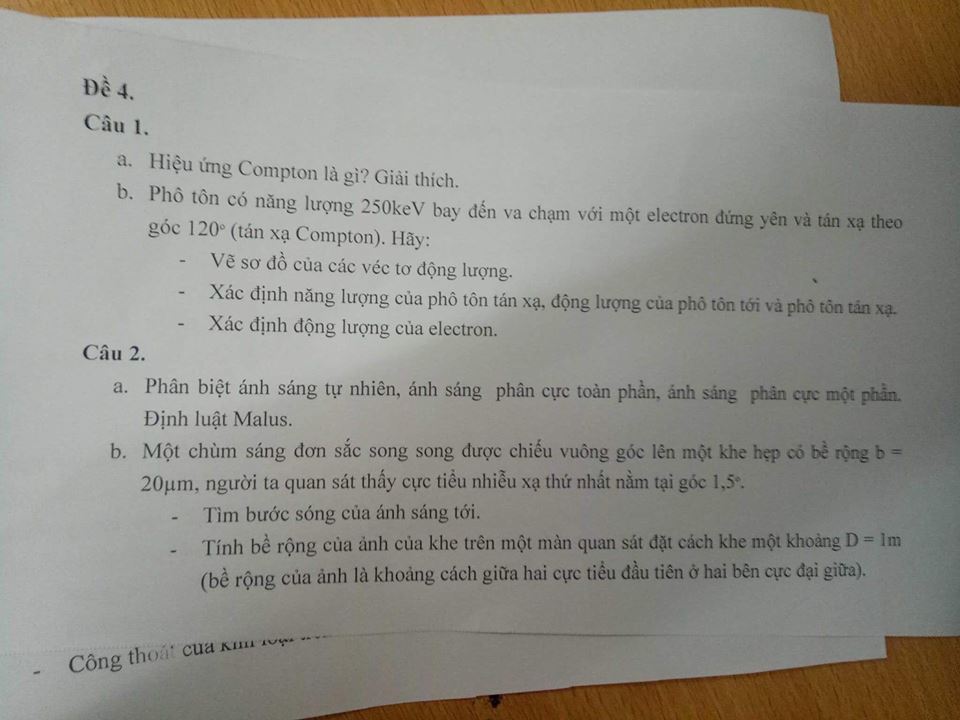 Đề 4.
Câu 1.
a. Hiệu ứng Compton là gì? Giải thích.
b. Phô tôn có năng lượng 250keV bay đến va chạm với một electron đứng yên và tán xạ theo
góc 120° (tán xạ Compton). Hãy:
- Vẽ sơ đồ của các véc tơ động lượng.
- Xác định năng lượng của phô tôn tán xạ, động lượng của phô tôn tới và phô tôn tán xạ.
- Xác định động lượng của electron.
Câu 2.
a. Phân biệt ánh sáng tự nhiên, ánh sáng phân cực toàn phần, ánh sáng phân cực một phần.
Định luật Malus.
b. Một chùm sáng đơn sắc song song được chiếu vuông góc lên một khe hẹp có bề rộng b =
20µm, người ta quan sát thấy cực tiểu nhiễu xạ thứ nhất nằm tại góc 1,5°.
- Tìm bước sóng của ánh sáng tới.
- Tính bề rộng của ảnh của khe trên một màn quan sát đặt cách khe một khoảng D = 1m
(bề rộng của ảnh là khoảng cách giữa hai cực tiểu đầu tiên ở hai bên cực đại giữa).
- Công thoát của kim loại